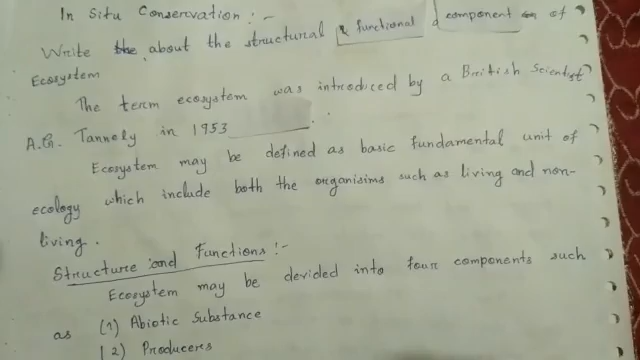 In Situ Conservation :-
Write the about the structural & functional component of
Ecosystem
The term ecosystem was introduced by a British Scientist
A.G. Tannely in 1953
Ecosystem may be defined as basic fundamental unit of
ecology which include both the organisims such as living and non-
living.
Structure and Functions :-
Ecosystem may be devided into four components such
as (1) Abiotic Substance
(2) Producers